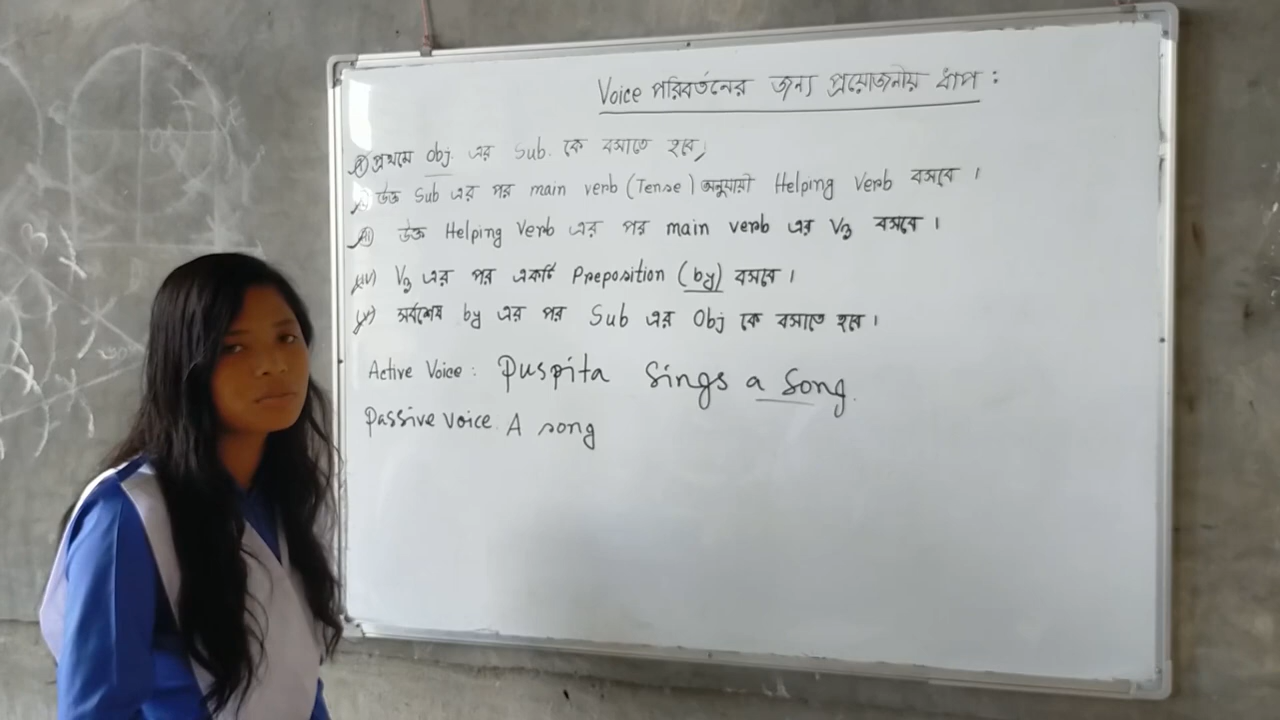 Voice পরিবর্তনের জন্য প্রয়োজনীয় ধাপ :
i) প্রথমে Obj. এর Sub. কে বসাতে হবে,
ii) উক্ত Sub এর পর main verb (Tense) অনুযায়ী Helping Verb বসবে ।
iii) উক্ত Helping Verb এর পর main verb এর V3 বসবে ।
iv) V3 এর পর একটি Preposition (by) বসবে ।
v) সর্বশেষ by এর পর Sub এর Obj কে বসাতে হবে ।
Active Voice : Puspita Sings a Song.
Passive Voice. A song